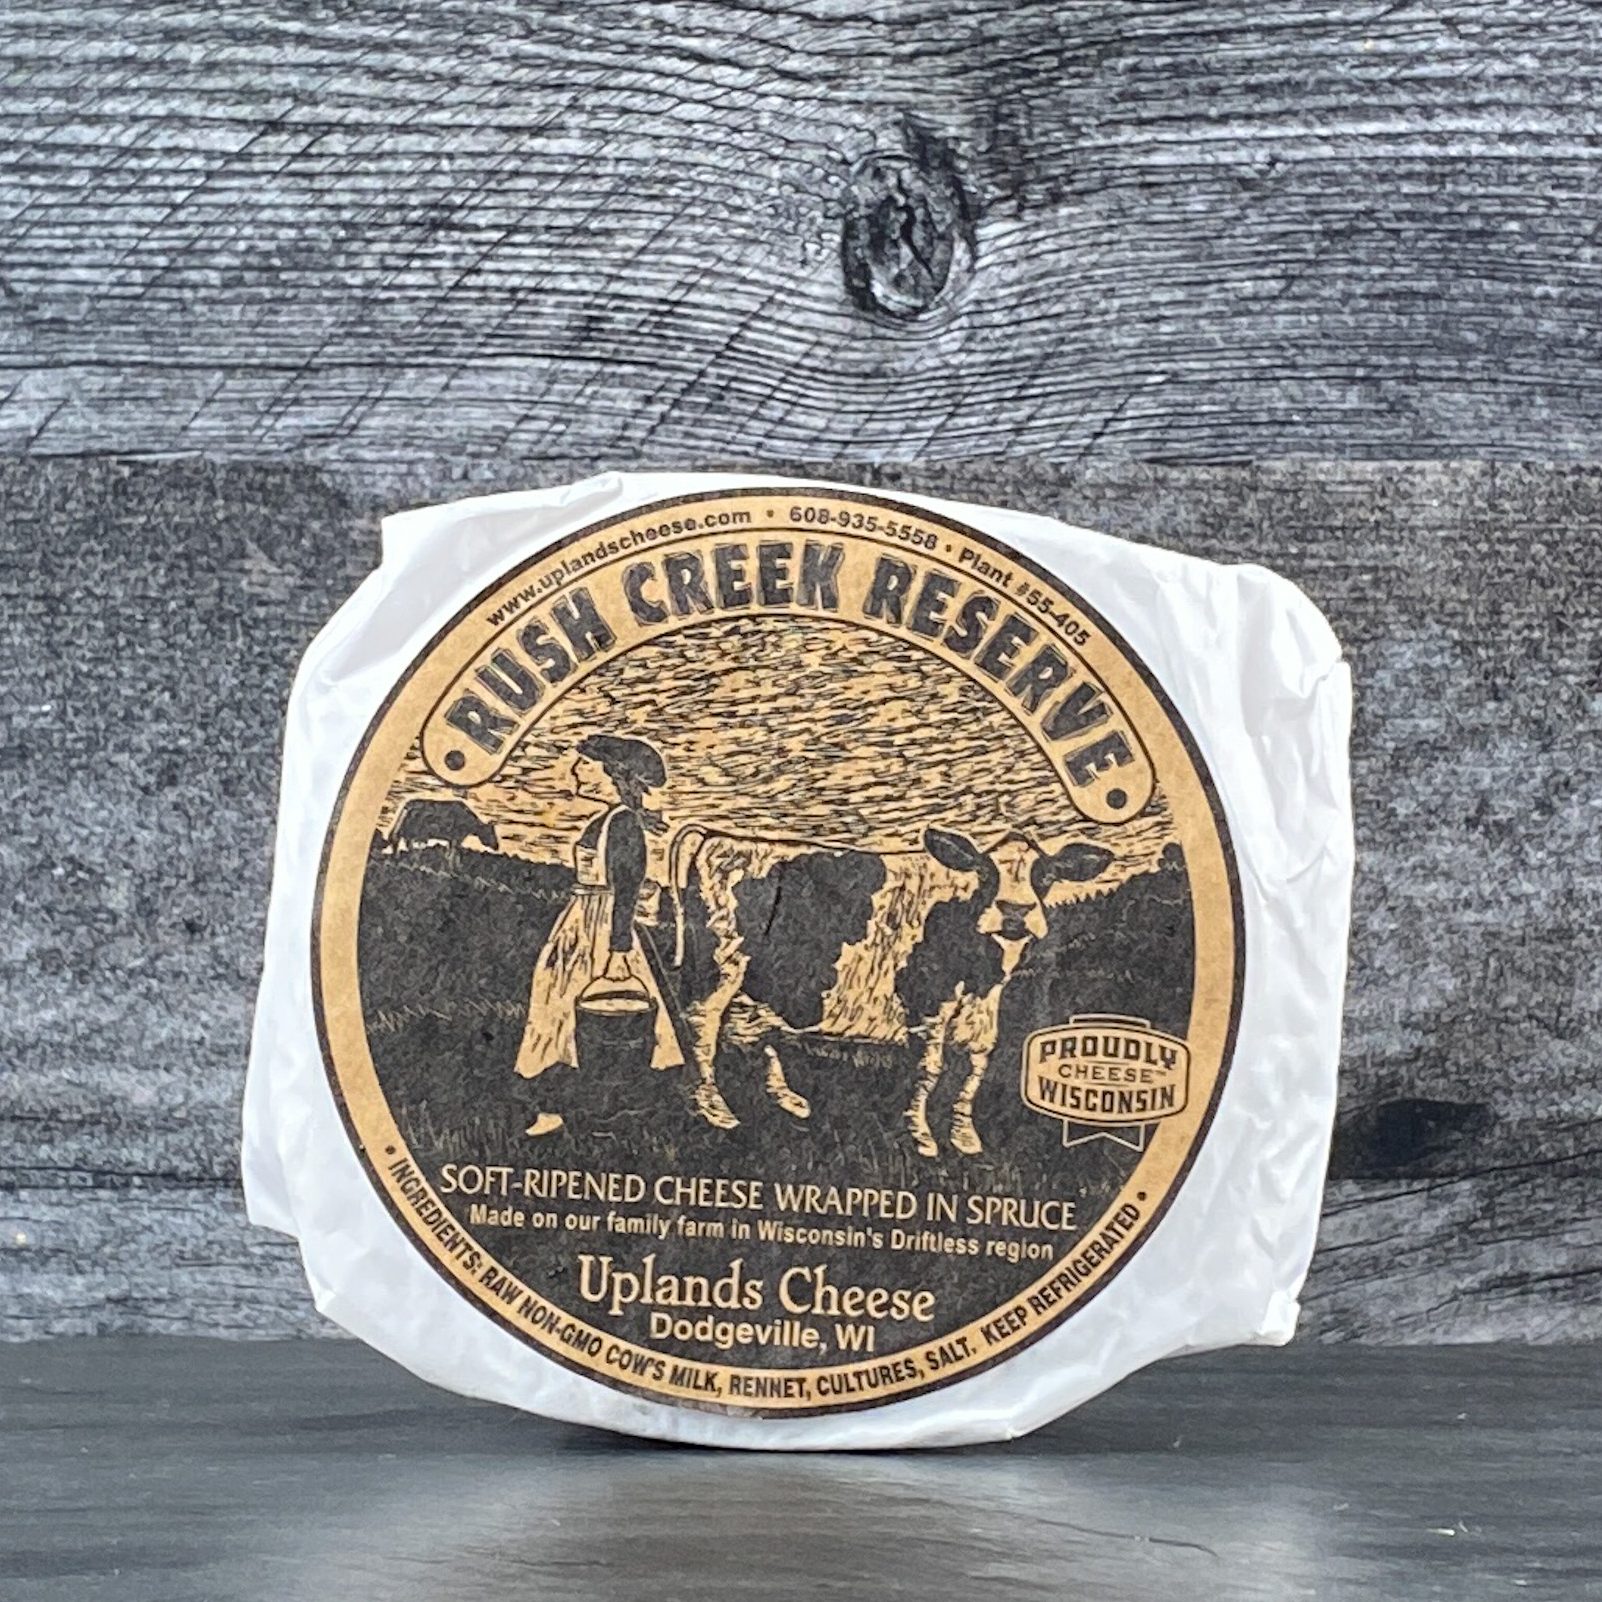 www.uplandscheese.com • 608-935-5558 • Plant #55-405
RUSH CREEK RESERVE
PROUDLY
CHEESE™
WISCONSIN
SOFT-RIPENED CHEESE WRAPPED IN SPRUCE
Made on our family farm in Wisconsin's Driftless region
Uplands Cheese
Dodgeville, WI
• INGREDIENTS: RAW NON-GMO COW'S MILK, RENNET, CULTURES, SALT. KEEP REFRIGERATED •